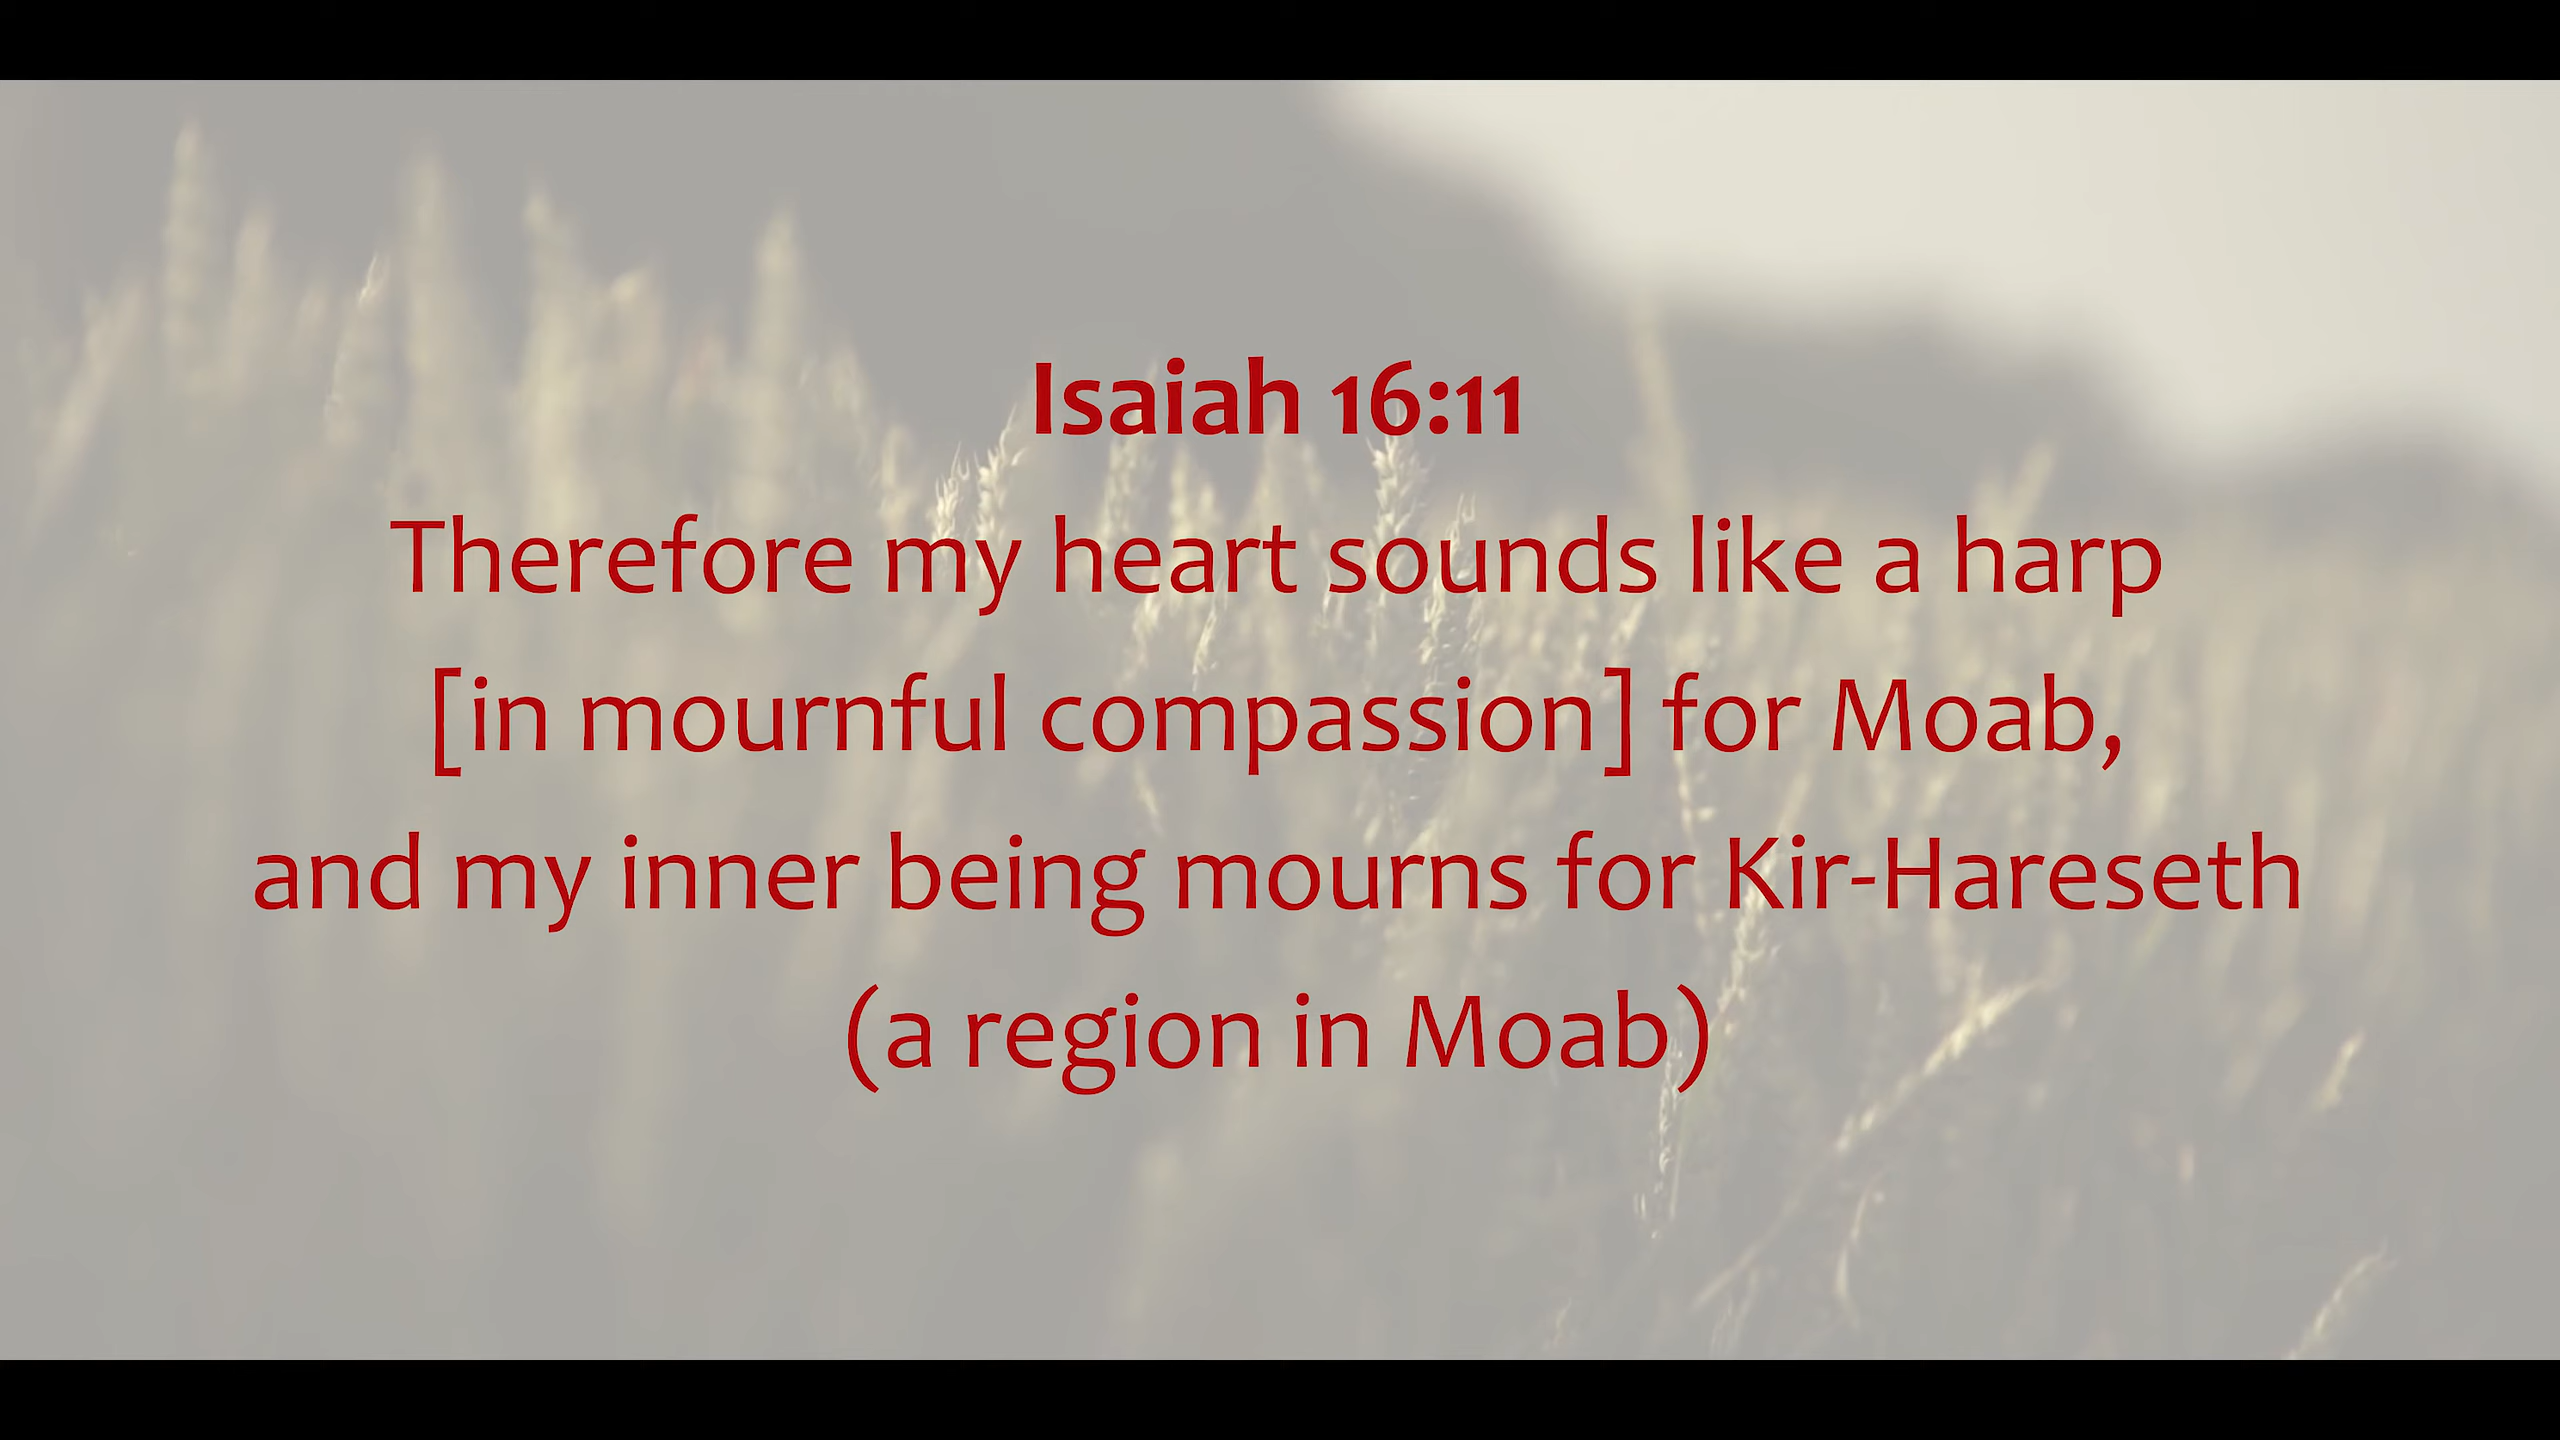 Isaiah 16:11
Therefore my heart sounds like a harp
[in mournful compassion] for Moab,
and my inner being mourns for Kir-Hareseth
(a region in Moab)